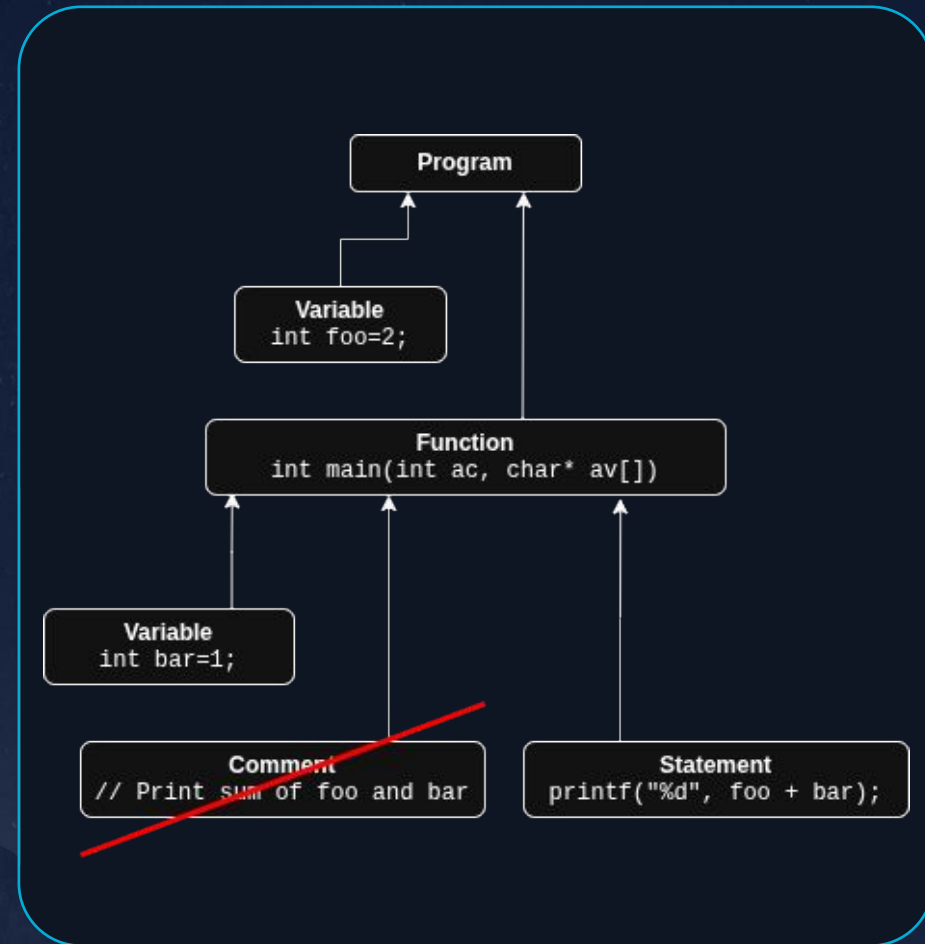 Program
Variable
int foo=2;
Function
int main(int ac, char* av[])
Variable
int bar=1;
Comment
// Print sum of foo and bar
Statement
printf("%d", foo + bar);